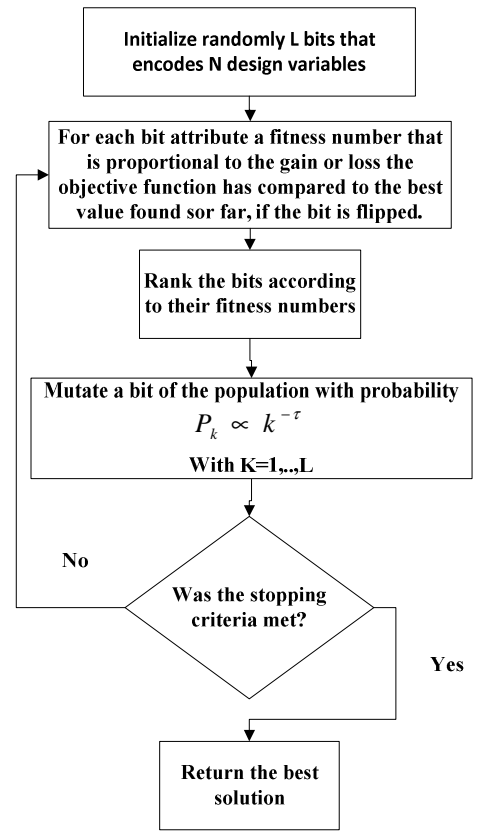 Initialize randomly L bits that
encodes N design variables
For each bit attribute a fitness number that
is proportional to the gain or loss the
objective function has compared to the best
value found sor far, if the bit is flipped.
Rank the bits according
to their fitness numbers
Mutate a bit of the population with probability
P_k ∝ k^{-τ}
With K=1,..,L
No
Was the stopping
criteria met?
Yes
Return the best
solution